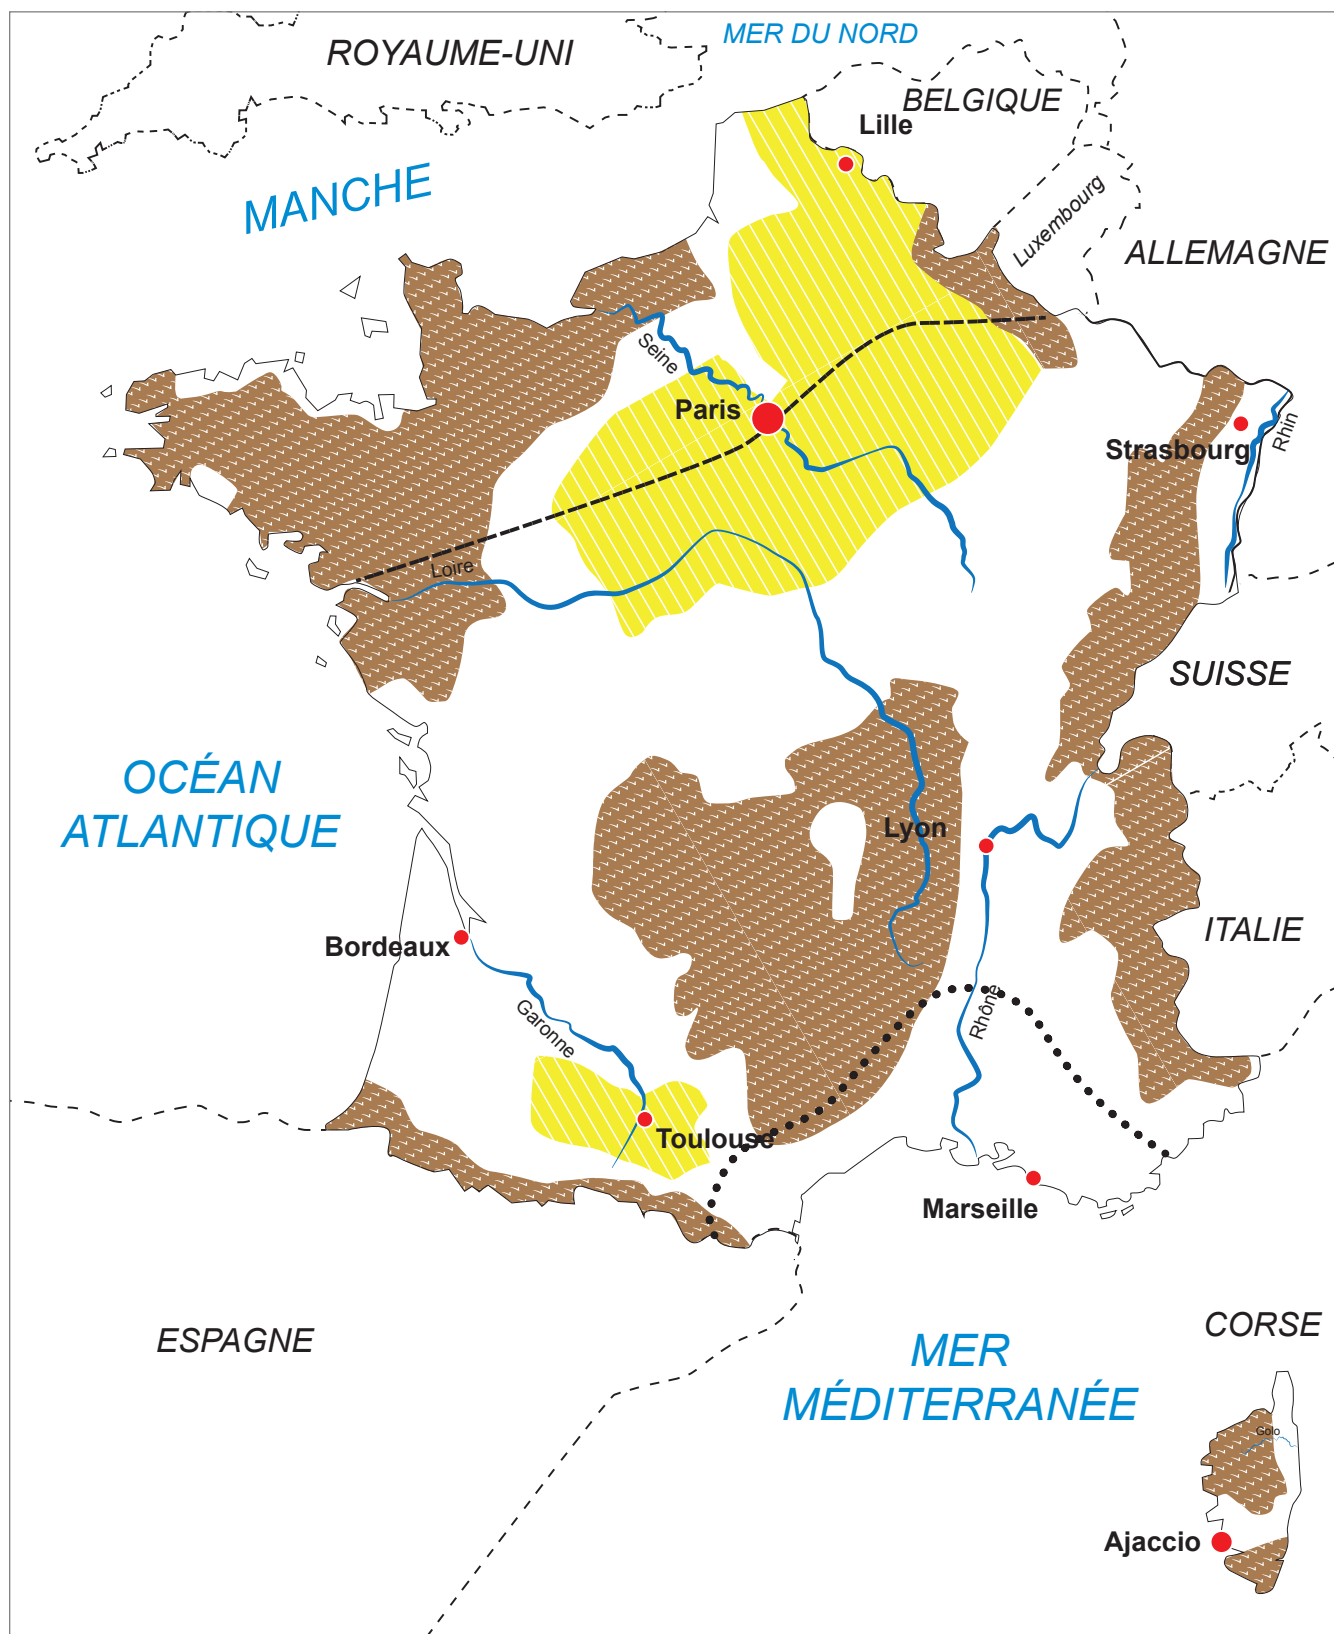 MER DU NORD
ROYAUME-UNI
BELGIQUE
Lille
MANCHE
Luxembourg
ALLEMAGNE
Seine
Paris
Strasbourg
Rhin
Loire
SUISSE
OCÉAN
ATLANTIQUE
Lyon
ITALIE
Bordeaux
Garonne
Rhône
Toulouse
Marseille
ESPAGNE
CORSE
MER
MÉDITERRANÉE
Golo
Ajaccio